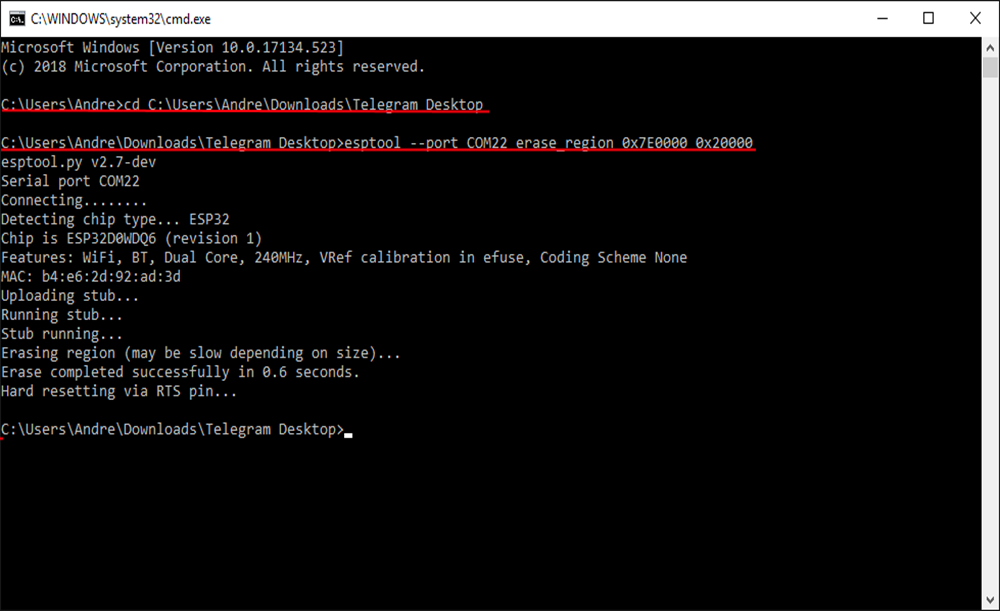 C:\WINDOWS\system32\cmd.exe
Microsoft Windows [Version 10.0.17134.523]
(c) 2018 Microsoft Corporation. All rights reserved.
C:\Users\Andre>cd C:\Users\Andre\Downloads\Telegram Desktop
C:\Users\Andre\Downloads\Telegram Desktop>esptool --port COM22 erase_region 0x7E0000 0x20000
esptool.py v2.7-dev
Serial port COM22
Connecting........
Detecting chip type... ESP32
Chip is ESP32D0WDQ6 (revision 1)
Features: WiFi, BT, Dual Core, 240MHz, VRef calibration in efuse, Coding Scheme None
MAC: b4:e6:2d:92:ad:3d
Uploading stub...
Running stub...
Stub running...
Erasing region (may be slow depending on size)...
Erase completed successfully in 0.6 seconds.
Hard resetting via RTS pin...
C:\Users\Andre\Downloads\Telegram Desktop>